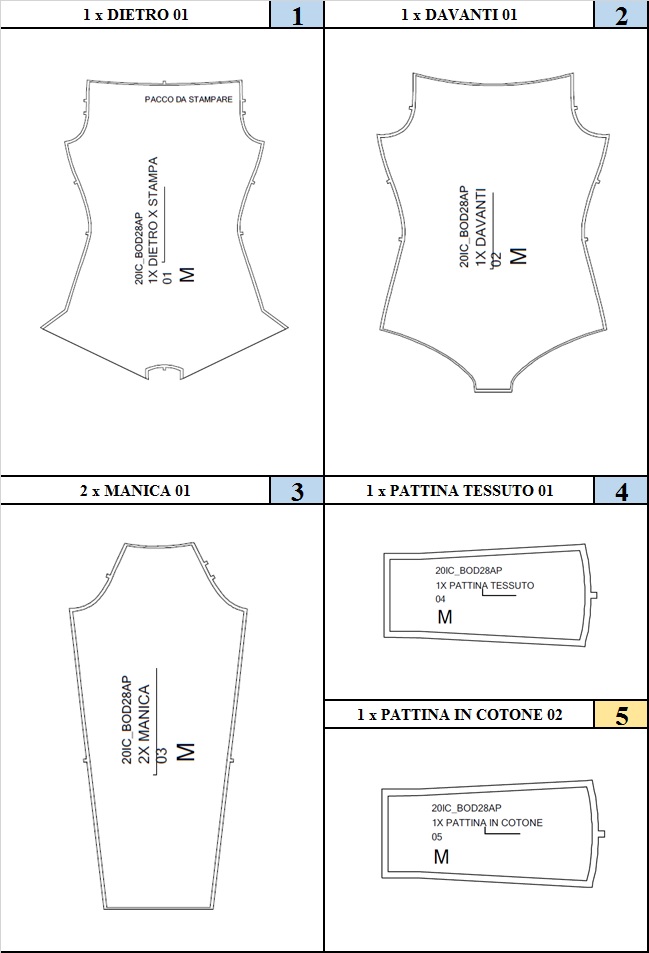 1 x DIETRO 01
1
1 x DAVANTI 01
2
PACCO DA STAMPARE
20IC_BOD28AP
1X DIETRO X STAMPA
01
M
20IC_BOD28AP
1X DAVANTI
02
M
2 x MANICA 01
3
1 x PATTINA TESSUTO 01
4
20IC_BOD28AP
2X MANICA
03
M
20IC_BOD28AP
1X PATTINA TESSUTO
04
M
1 x PATTINA IN COTONE 02
5
20IC_BOD28AP
1X PATTINA IN COTONE
05
M